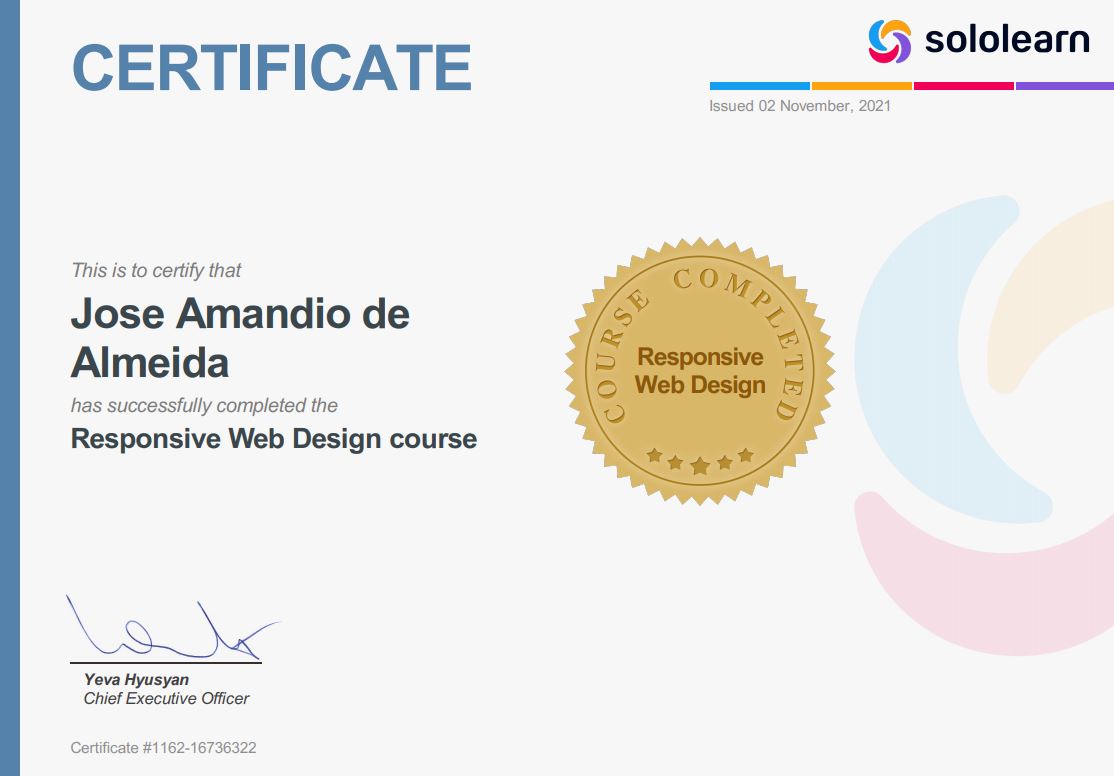 CERTIFICATE
sololearn
Issued 02 November, 2021
This is to certify that
Jose Amandio de
Almeida
has successfully completed the
Responsive Web Design course
COURSE COMPLETED
Responsive
Web Design
Yeva Hyusyan
Chief Executive Officer
Certificate #1162-16736322